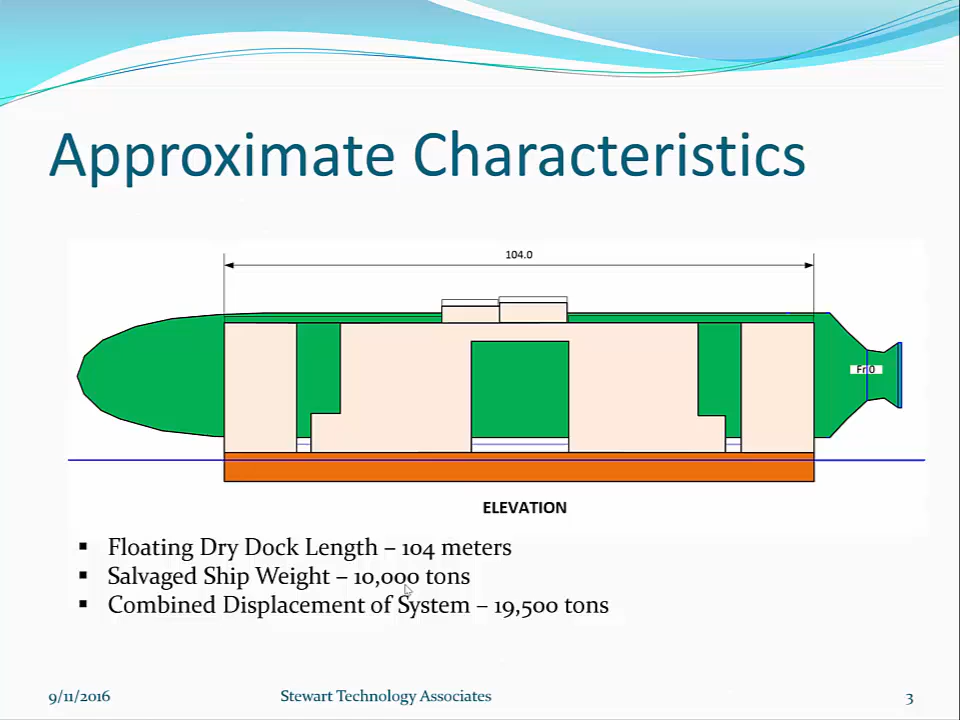 Approximate Characteristics
104.0
Fr 0
ELEVATION
▪ Floating Dry Dock Length – 104 meters
▪ Salvaged Ship Weight – 10,000 tons
▪ Combined Displacement of System – 19,500 tons
9/11/2016 Stewart Technology Associates 3